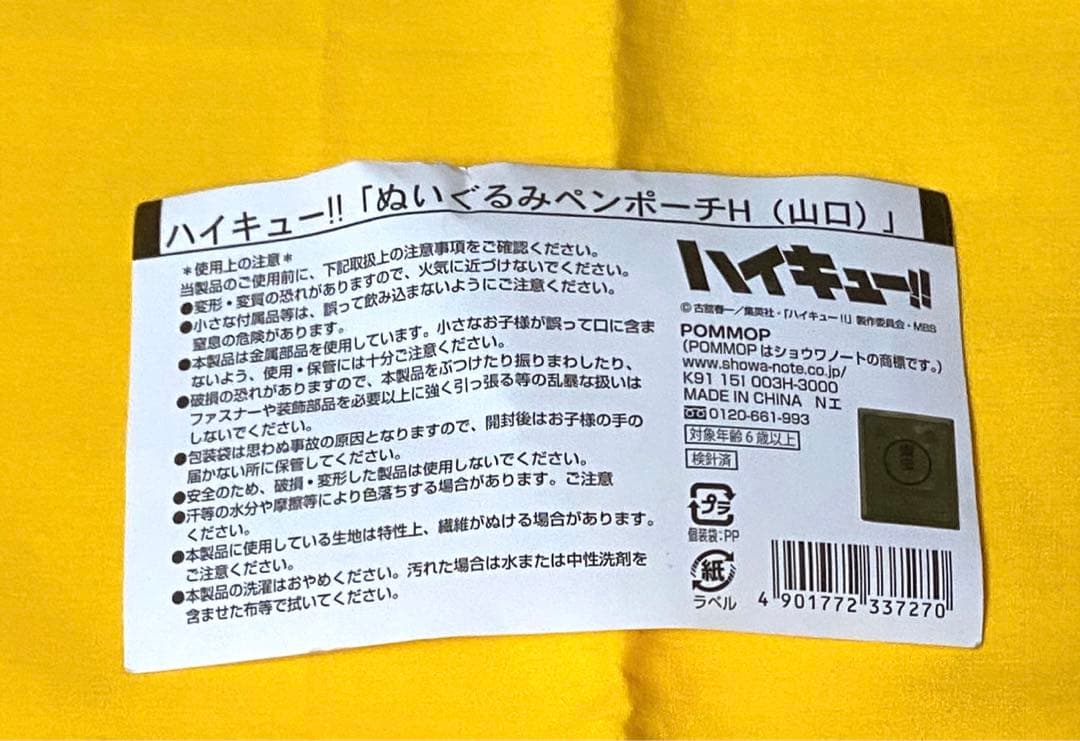 ハイキュー!!「ぬいぐるみペンポーチH（山口）」
＊使用上の注意＊
当製品のご使用前に、下記取扱上の注意事項をご確認ください。
●変形・変質の恐れがありますので、火気に近づけないでください。
●小さな付属品等は、誤って飲み込まないようにご注意ください。
窒息の危険があります。
●本製品は金属部品を使用しています。小さなお子様が誤って口に含ま
ないよう、使用・保管には十分ご注意ください。
●破損の恐れがありますので、本製品をぶつけたり振りまわしたり、
ファスナーや装飾部品を必要以上に強く引っ張る等の乱暴な扱いは
しないでください。
●包装袋は思わぬ事故の原因となりますので、開封後はお子様の手の
届かない所に保管してください。
●安全のため、破損・変形した製品は使用しないでください。
●汗等の水分や摩擦等により色落ちする場合があります。ご注意
ください。
●本製品に使用している生地は特性上、繊維がぬける場合があります。
ご注意ください。
●本製品の洗濯はおやめください。汚れた場合は水または中性洗剤を
含ませた布等で拭いてください。
ハイキュー!!
©古舘春一／集英社・「ハイキュー!!」製作委員会・MBS
POMMOP
(POMMOPはショウワノートの商標です。)
www.showa-note.co.jp/
K91 151 003H-3000
MADE IN CHINA Nエ
0120-661-993
対象年齢6歳以上
検針済
プラ
個装袋:PP
紙
ラベル
4 901772 337270